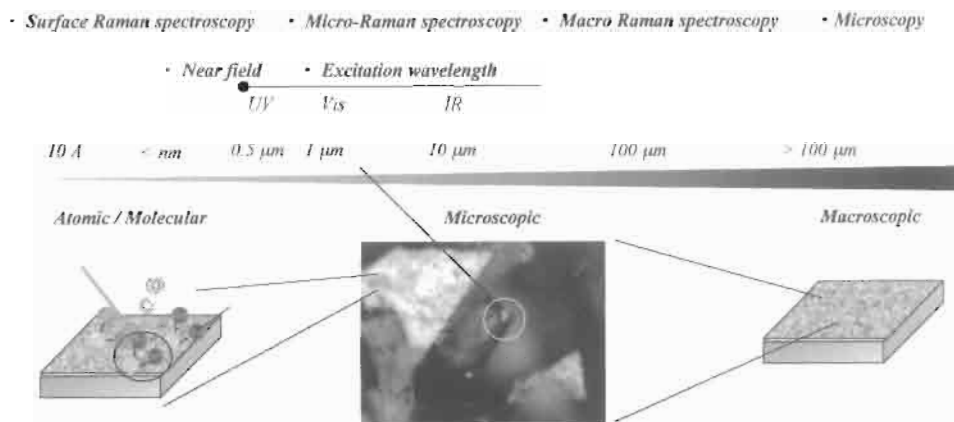 • Surface Raman spectroscopy • Micro-Raman spectroscopy • Macro Raman spectroscopy • Microscopy
• Near field • Excitation wavelength
UV Vis IR
10 A < nm 0.5 μm 1 μm 10 μm 100 μm > 100 μm
Atomic / Molecular Microscopic Macroscopic